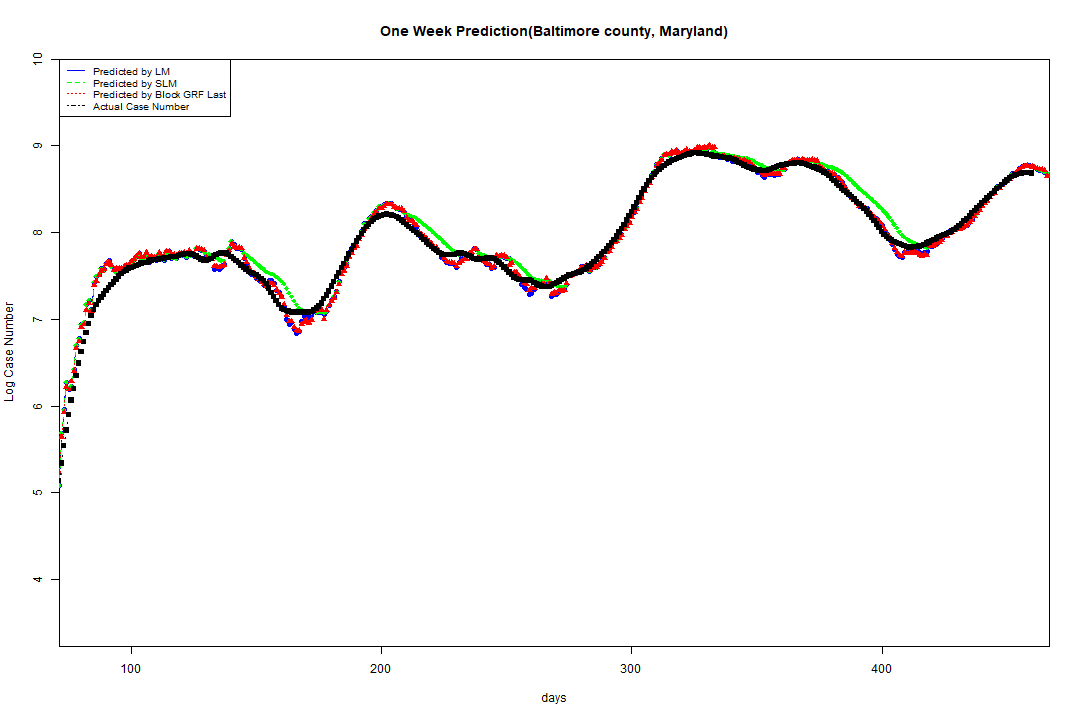 One Week Prediction(Baltimore county, Maryland)
Predicted by LM
Predicted by SLM
Predicted by Block GRF Last
Actual Case Number
10
9
8
7
6
5
4
Log Case Number
100
200
300
400
days